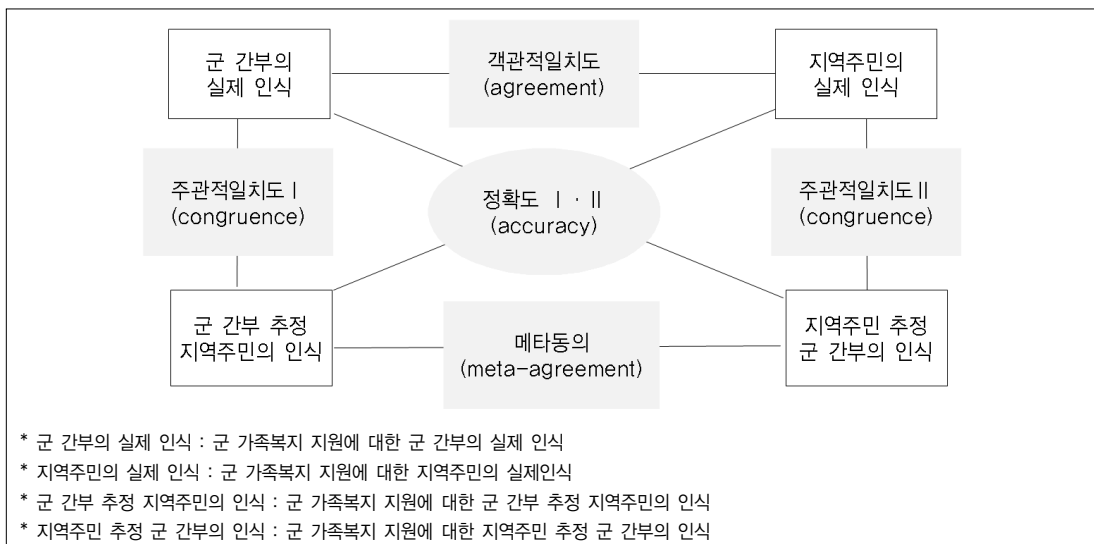 군 간부의
실제 인식
객관적일치도
(agreement)
지역주민의
실제 인식
주관적일치도Ⅰ
(congruence)
정확도 Ⅰ·Ⅱ
(accuracy)
주관적일치도Ⅱ
(congruence)
군 간부 추정
지역주민의 인식
메타동의
(meta-agreement)
지역주민 추정
군 간부의 인식
* 군 간부의 실제 인식 : 군 가족복지 지원에 대한 군 간부의 실제 인식
* 지역주민의 실제 인식 : 군 가족복지 지원에 대한 지역주민의 실제인식
* 군 간부 추정 지역주민의 인식 : 군 가족복지 지원에 대한 군 간부 추정 지역주민의 인식
* 지역주민 추정 군 간부의 인식 : 군 가족복지 지원에 대한 지역주민 추정 군 간부의 인식